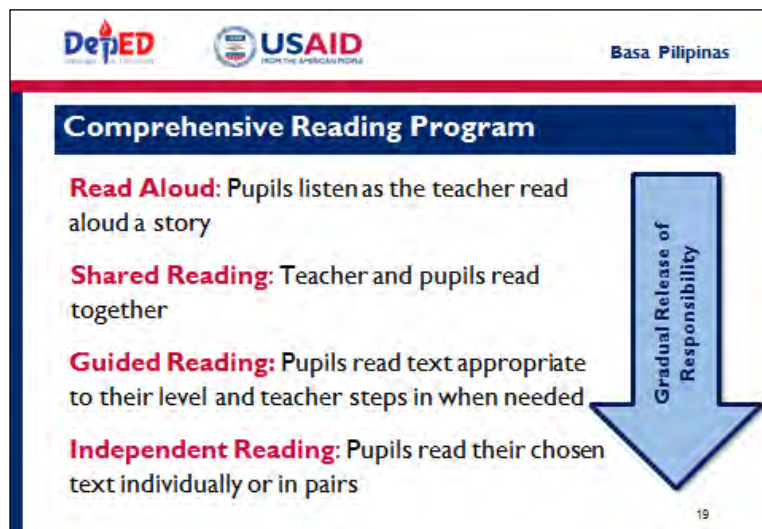 DepED
USAID
FROM THE AMERICAN PEOPLE
Basa Pilipinas
Comprehensive Reading Program
Read Aloud: Pupils listen as the teacher read
aloud a story
Shared Reading: Teacher and pupils read
together
Guided Reading: Pupils read text appropriate
to their level and teacher steps in when needed
Independent Reading: Pupils read their chosen
text individually or in pairs
Gradual Release of
Responsibility
19